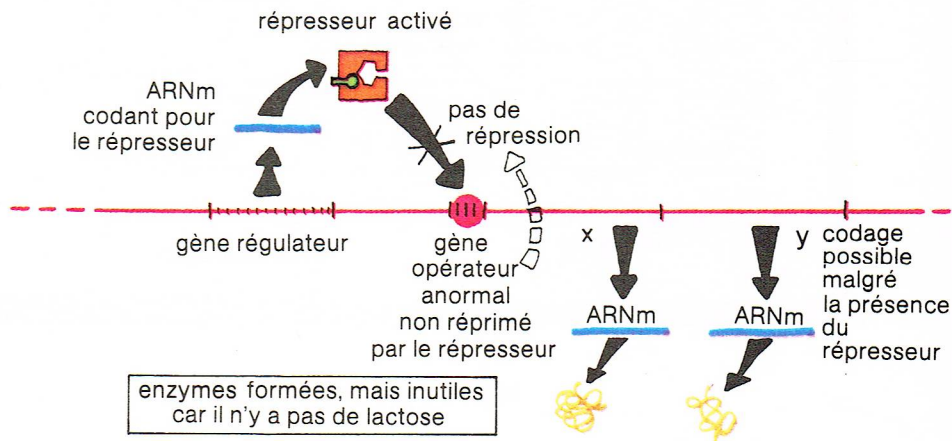 répresseur activé
ARNm
codant pour
le répresseur
pas de
répression
gène régulateur
gène
opérateur
anormal
non réprimé
par le répresseur
x
ARNm
y
ARNm
codage
possible
malgré
la présence
du
répresseur
enzymes formées, mais inutiles
car il n'y a pas de lactose